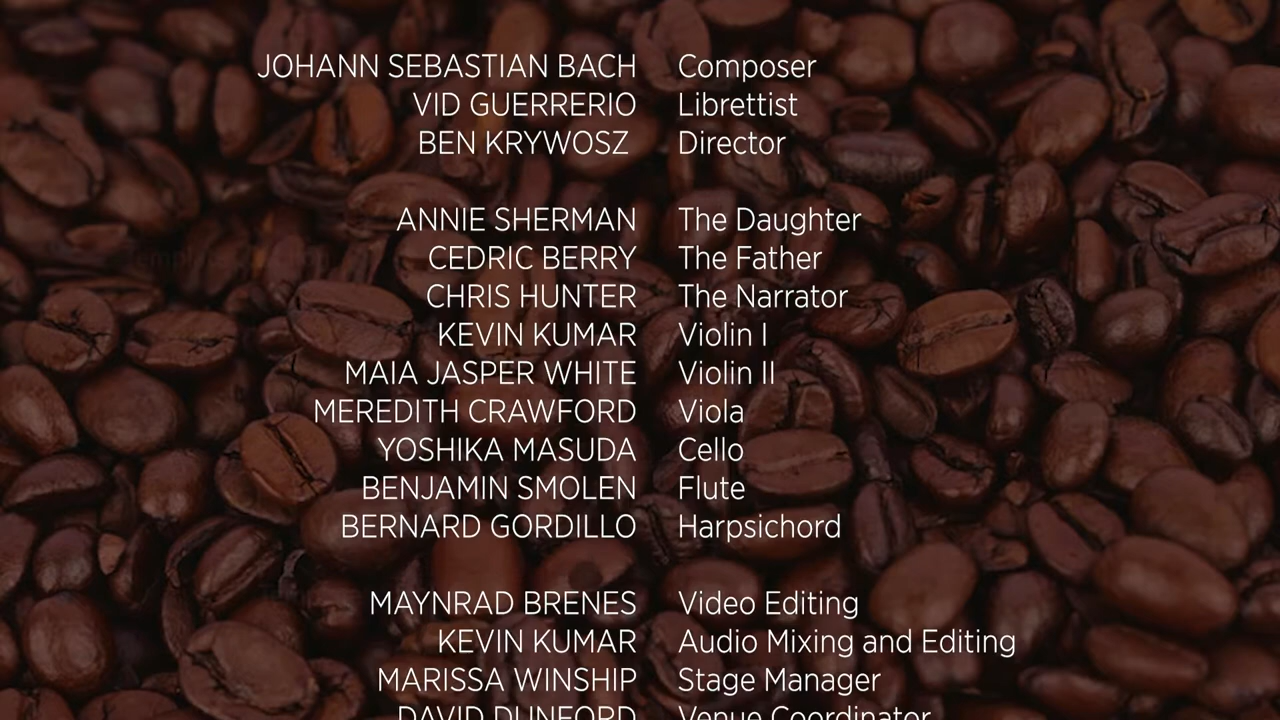 JOHANN SEBASTIAN BACH Composer
VID GUERRERIO Librettist
BEN KRYWOSZ Director
ANNIE SHERMAN The Daughter
CEDRIC BERRY The Father
CHRIS HUNTER The Narrator
KEVIN KUMAR Violin I
MAIA JASPER WHITE Violin II
MEREDITH CRAWFORD Viola
YOSHIKA MASUDA Cello
BENJAMIN SMOLEN Flute
BERNARD GORDILLO Harpsichord
MAYNRAD BRENES Video Editing
KEVIN KUMAR Audio Mixing and Editing
MARISSA WINSHIP Stage Manager
DAVID DUNFORD Venue Coordinator